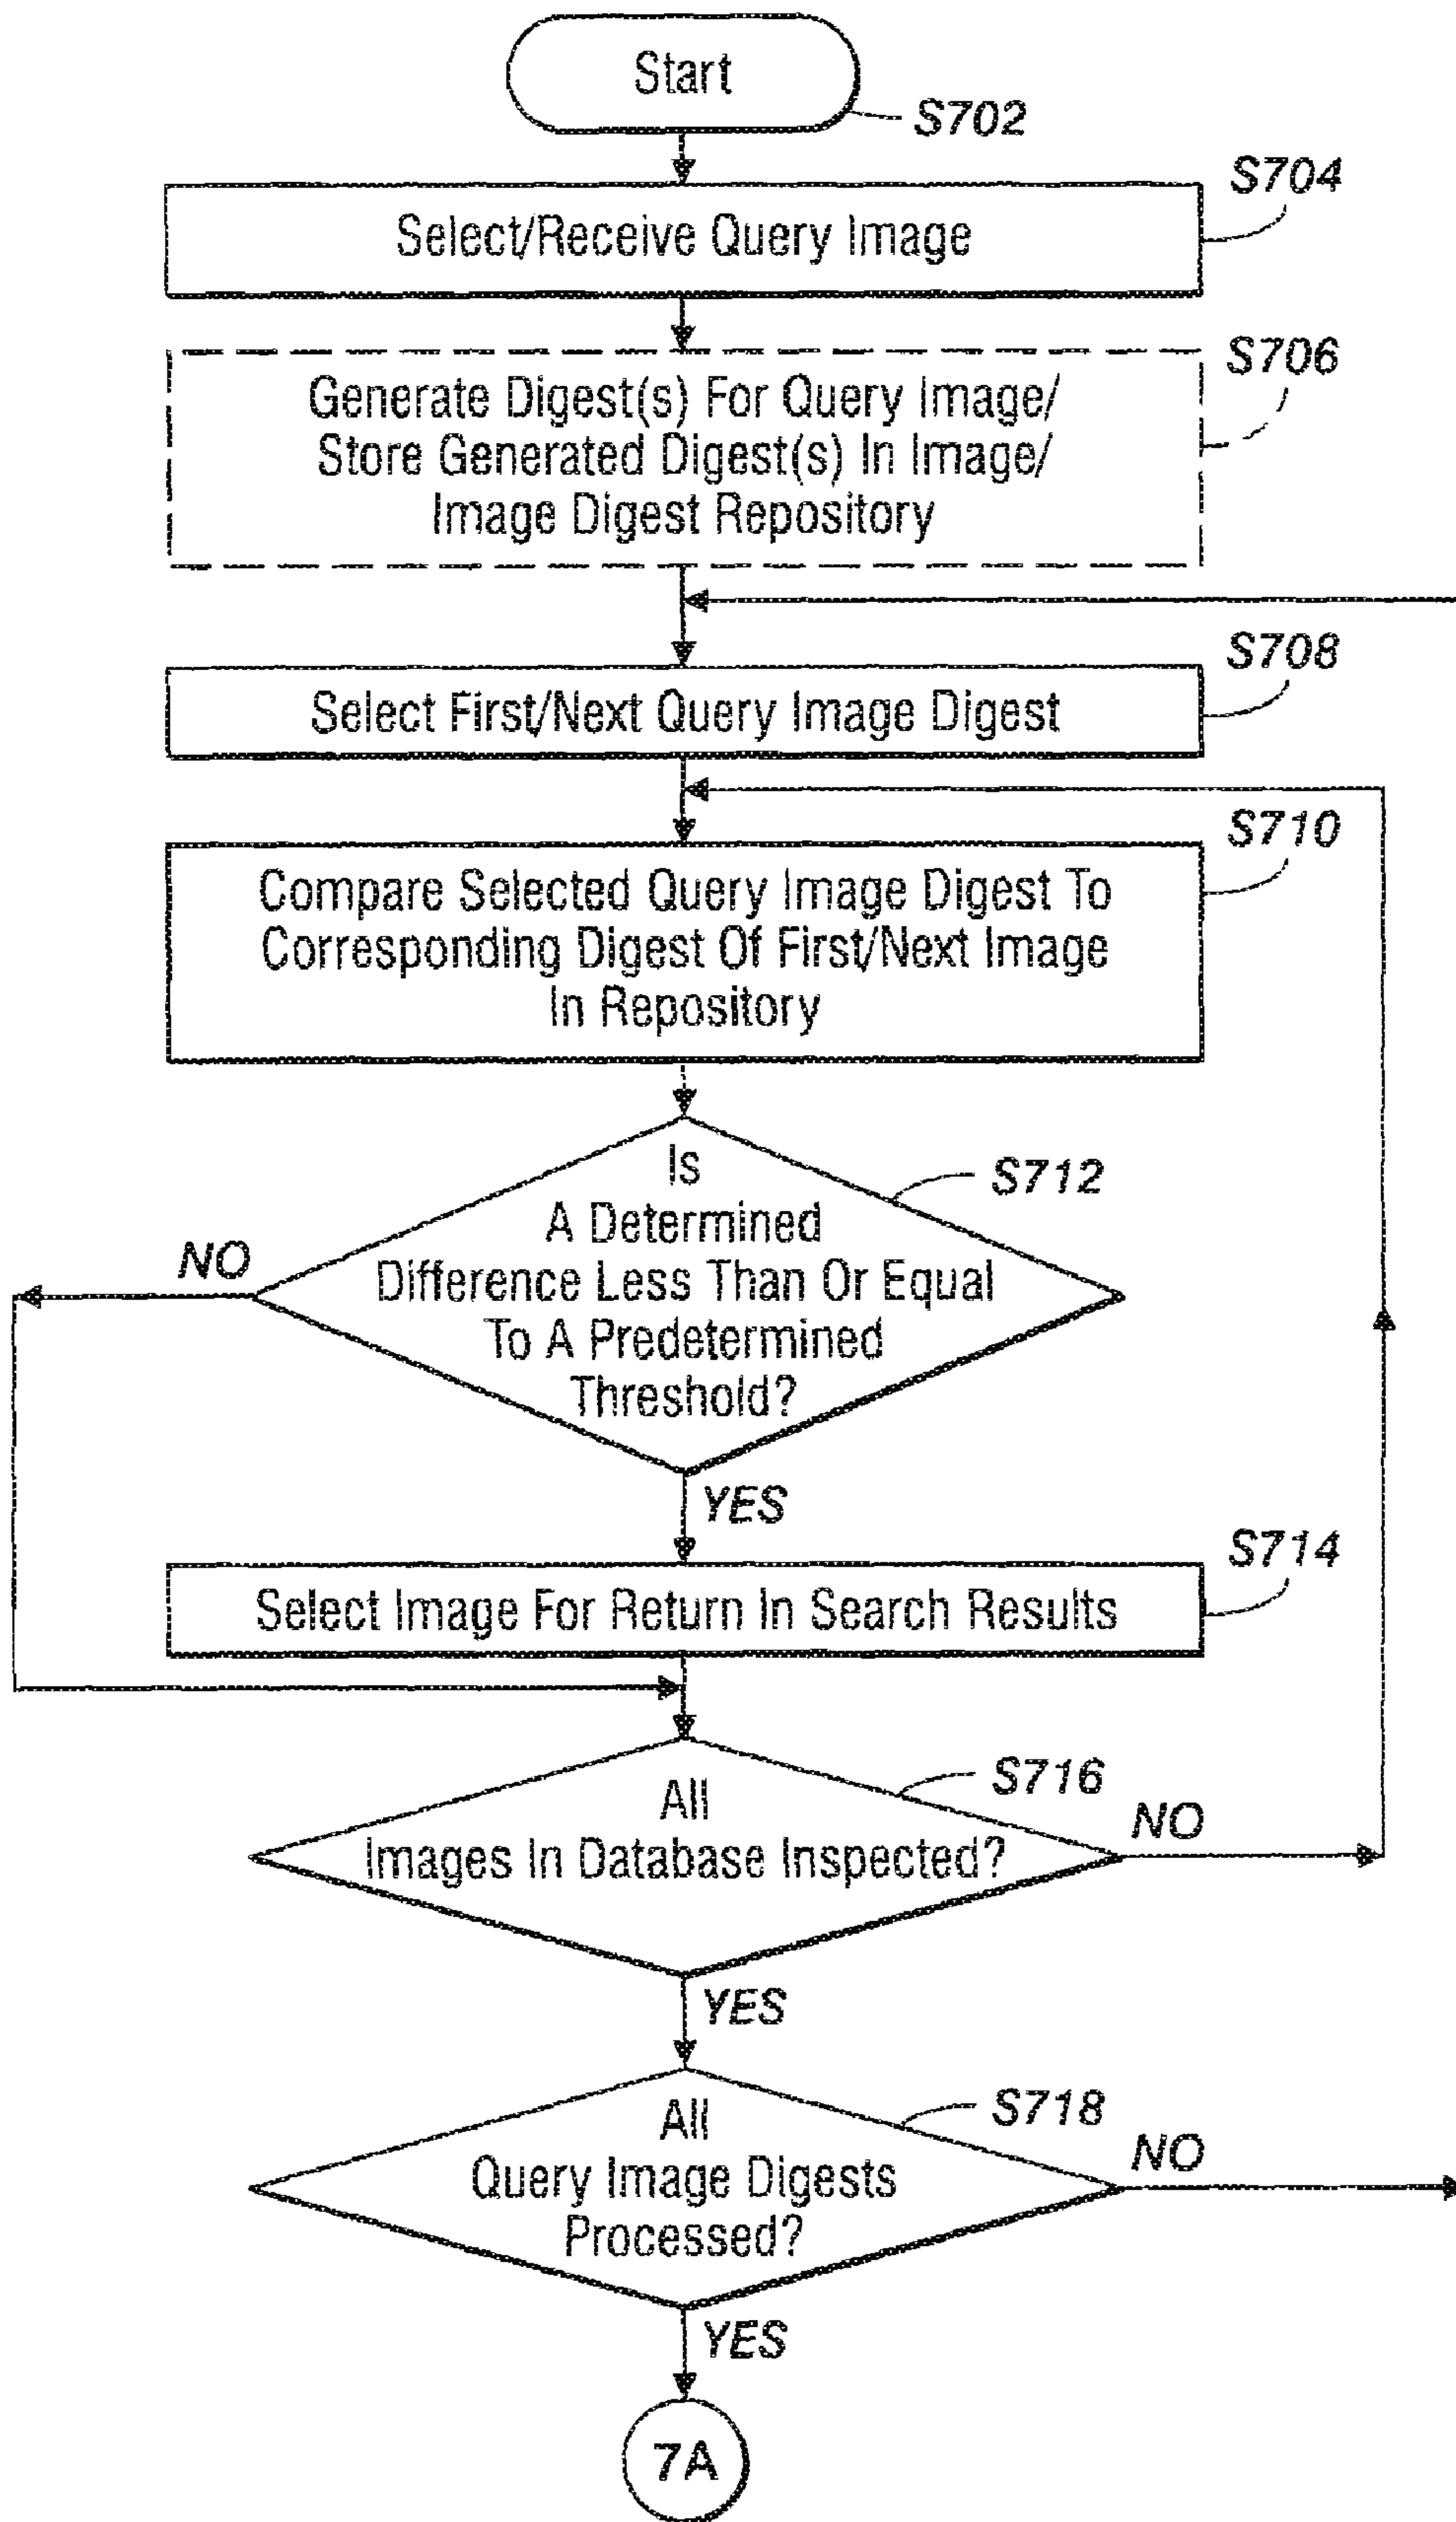 Start
S702
S704
Select/Receive Query Image
S706
Generate Digest(s) For Query Image/
Store Generated Digest(s) In Image/
Image Digest Repository
S708
Select First/Next Query Image Digest
S710
Compare Selected Query Image Digest To
Corresponding Digest Of First/Next Image
In Repository
Is
A Determined
Difference Less Than Or Equal
To A Predetermined
Threshold?
S712
NO
YES
S714
Select Image For Return In Search Results
All
Images In Database Inspected?
S716
NO
YES
All
Query Image Digests
Processed?
S718
NO
YES
7A